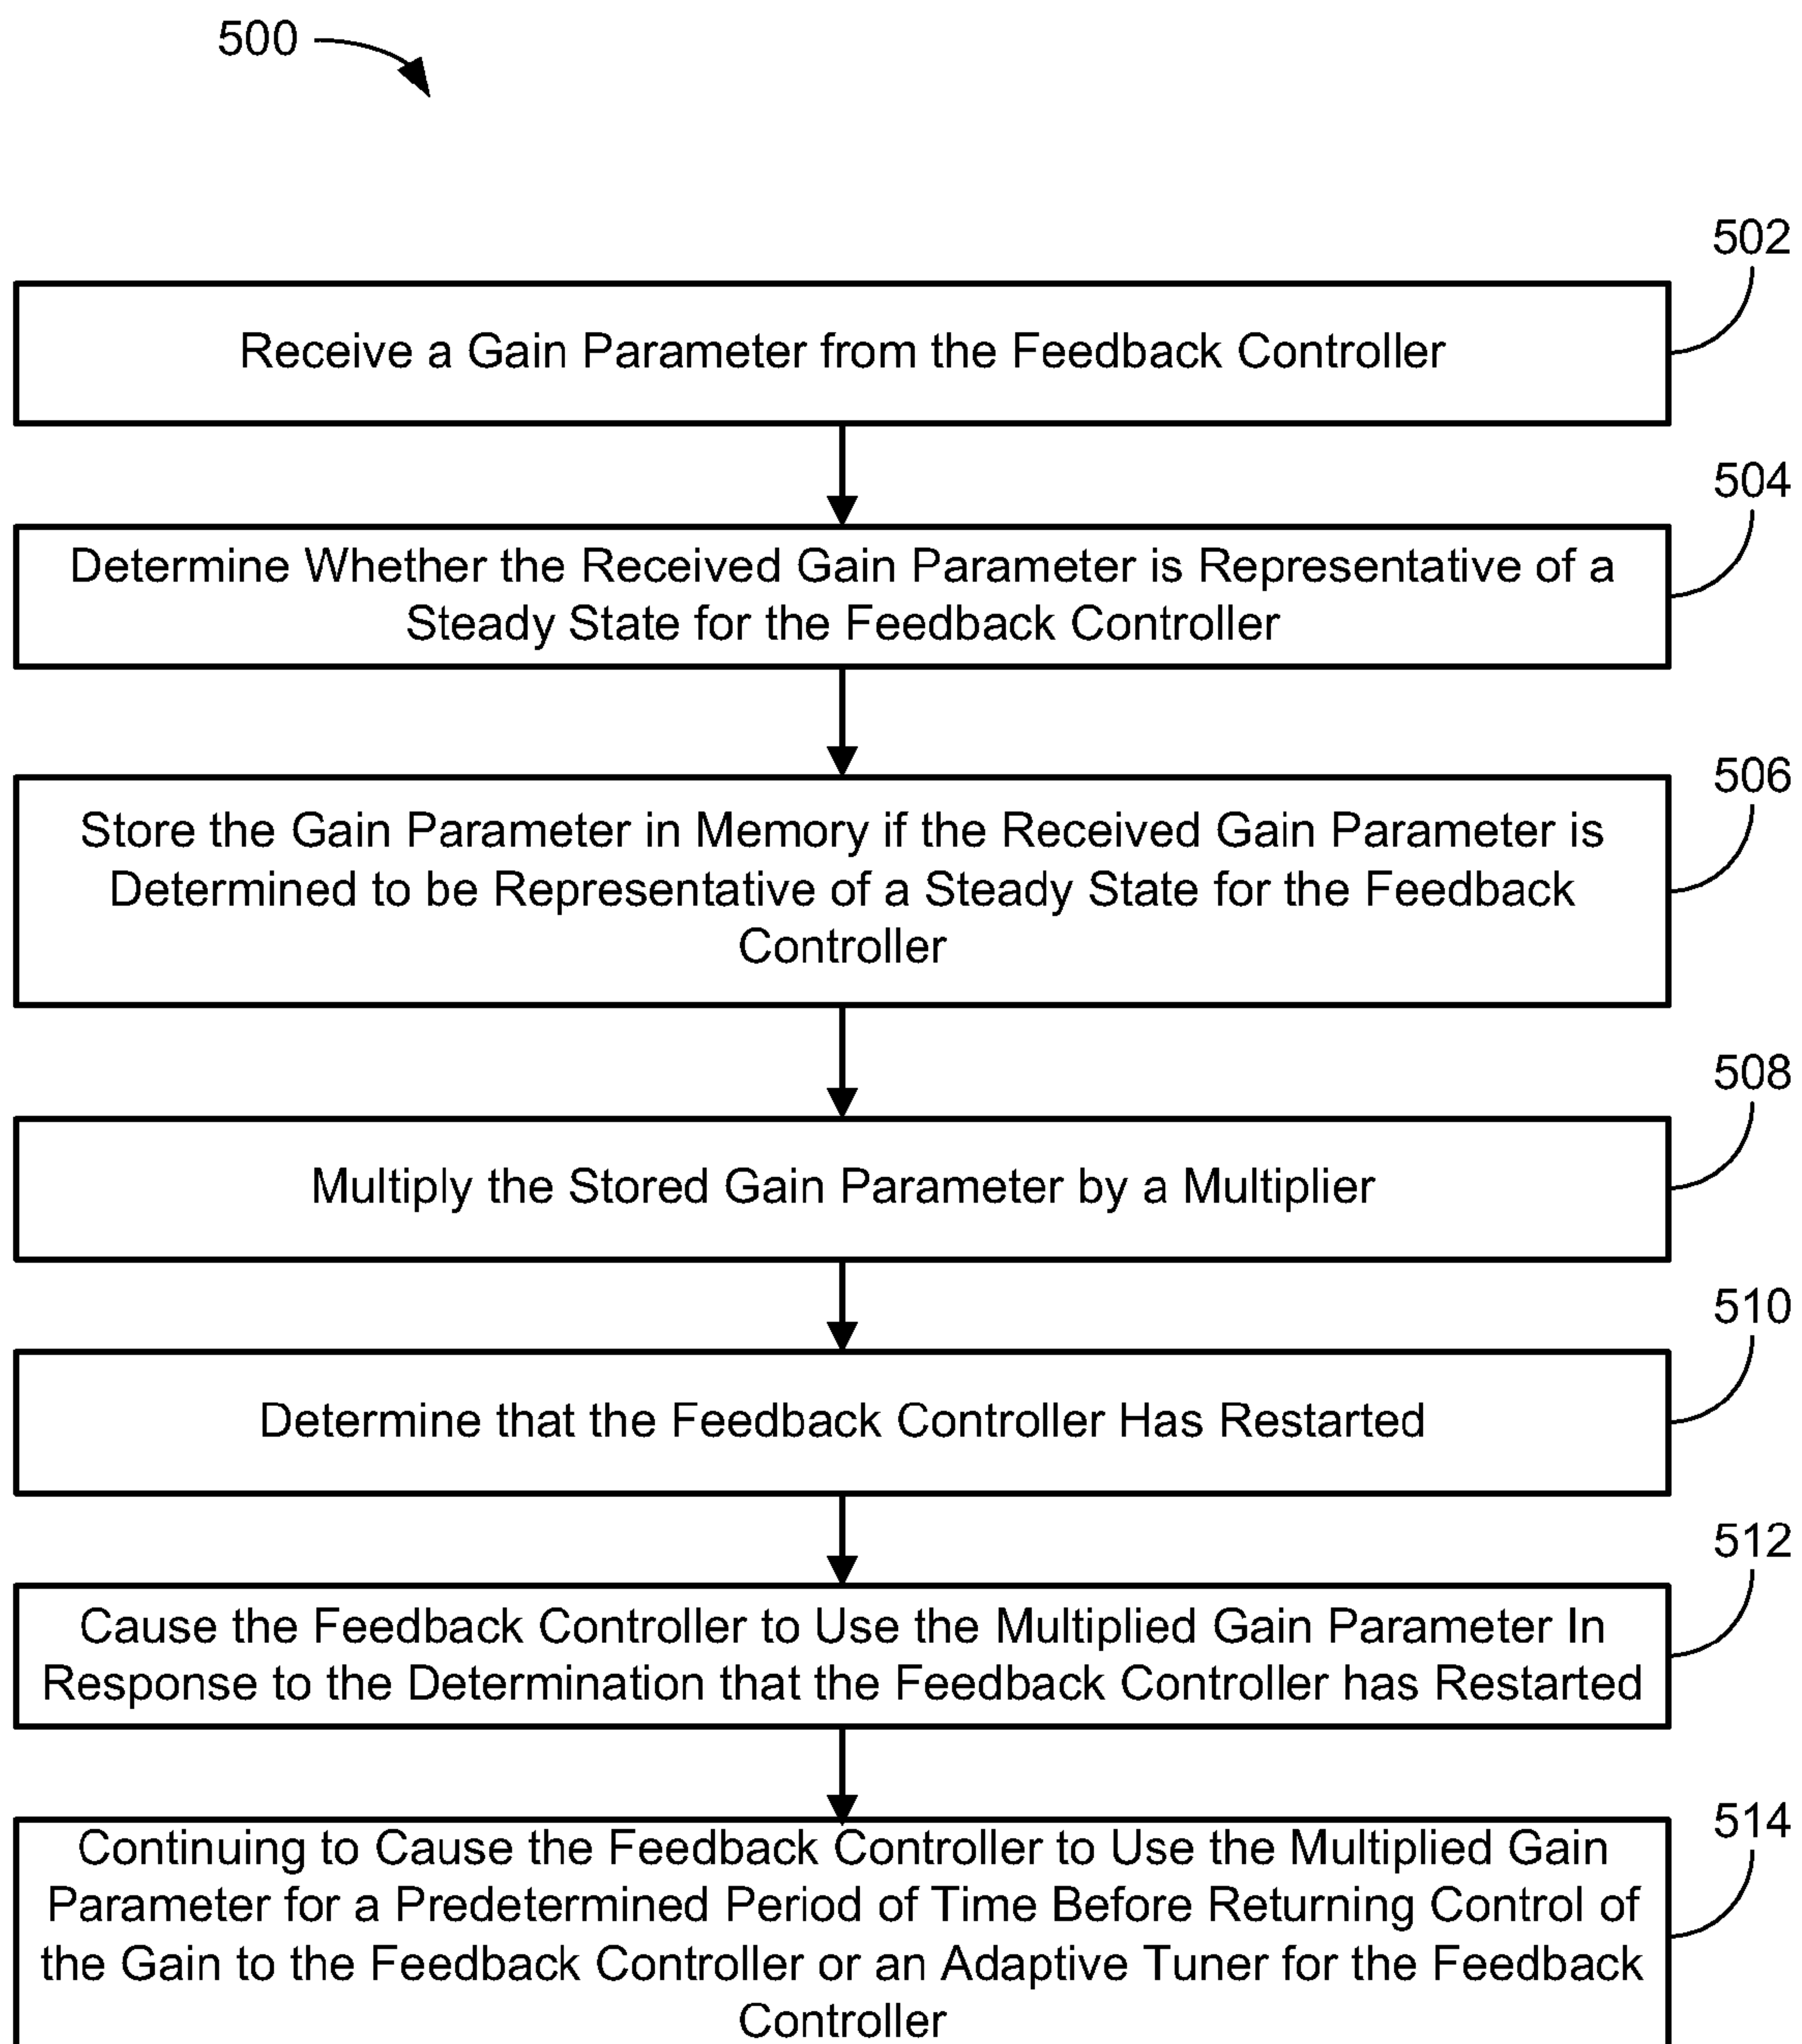 500
502
Receive a Gain Parameter from the Feedback Controller
504
Determine Whether the Received Gain Parameter is Representative of a
Steady State for the Feedback Controller
506
Store the Gain Parameter in Memory if the Received Gain Parameter is
Determined to be Representative of a Steady State for the Feedback
Controller
508
Multiply the Stored Gain Parameter by a Multiplier
510
Determine that the Feedback Controller Has Restarted
512
Cause the Feedback Controller to Use the Multiplied Gain Parameter In
Response to the Determination that the Feedback Controller has Restarted
514
Continuing to Cause the Feedback Controller to Use the Multiplied Gain
Parameter for a Predetermined Period of Time Before Returning Control of
the Gain to the Feedback Controller or an Adaptive Tuner for the Feedback
Controller